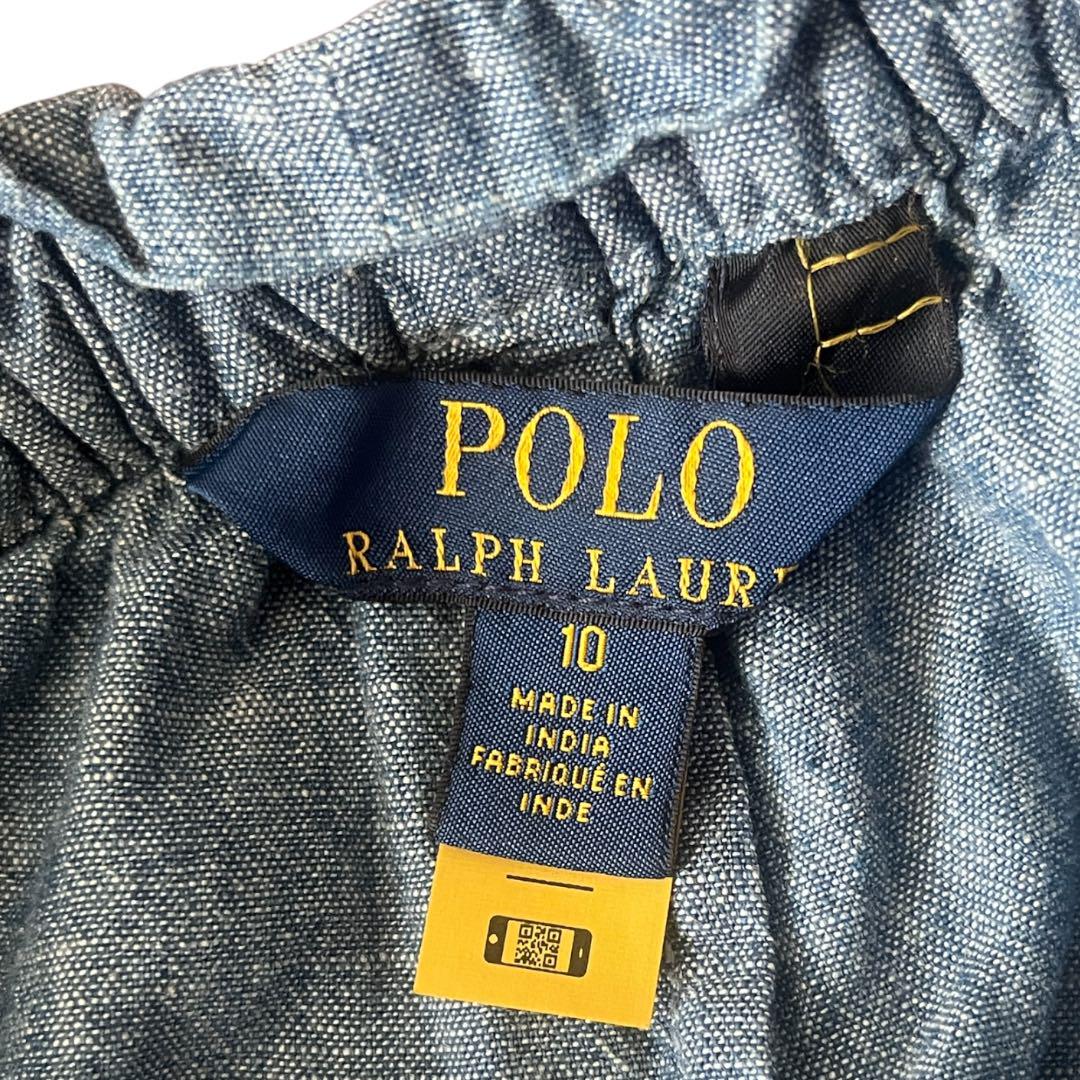 POLO
RALPH LAUR
10
MADE IN
INDIA
FABRIQUÉ EN
INDE